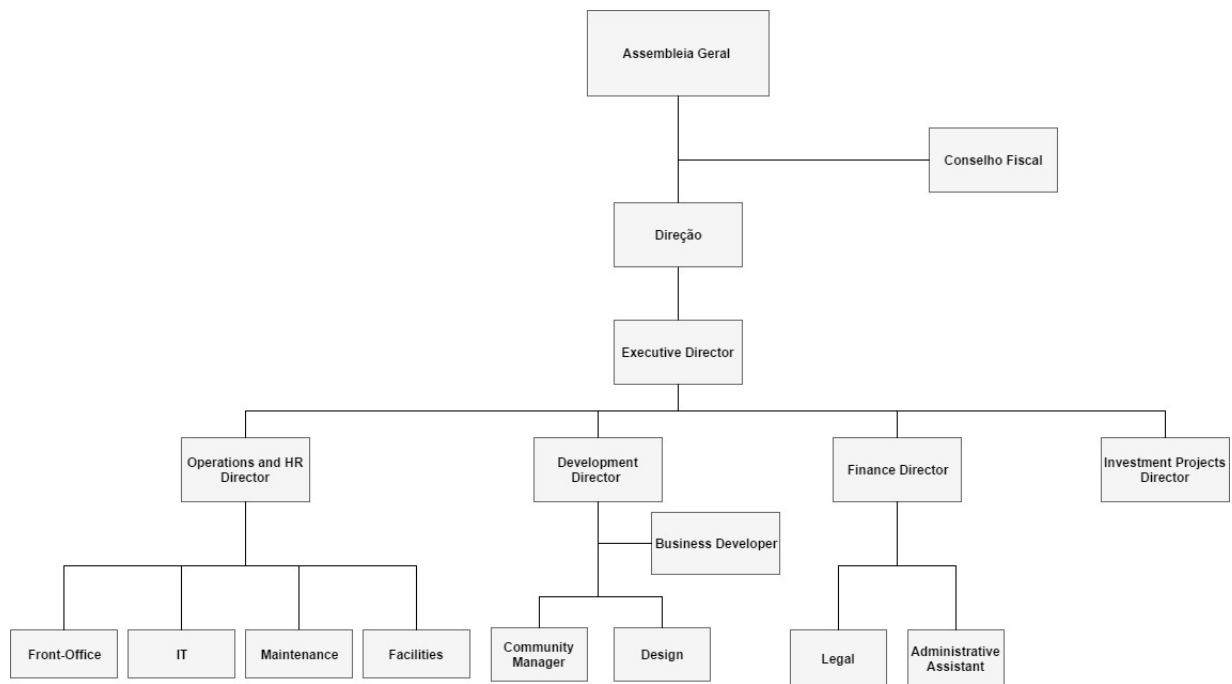 Assembleia Geral
Conselho Fiscal
Direção
Executive Director
Operations and HR
Director
Development
Director
Finance Director
Investment Projects
Director
Business Developer
Front-Office
IT
Maintenance
Facilities
Community
Manager
Design
Legal
Administrative
Assistant